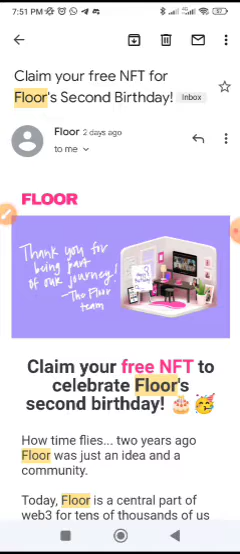 7:51 PM
Claim your free NFT for
Floor's Second Birthday!
Inbox
Floor 2 days ago
to me
FLOOR
Thank you for
being part
of our journey!
-The Floor
team
Claim your free NFT to
celebrate Floor's
second birthday! 🎂🥳
How time flies... two years ago
Floor was just an idea and a
community.
Today, Floor is a central part of
web3 for tens of thousands of us